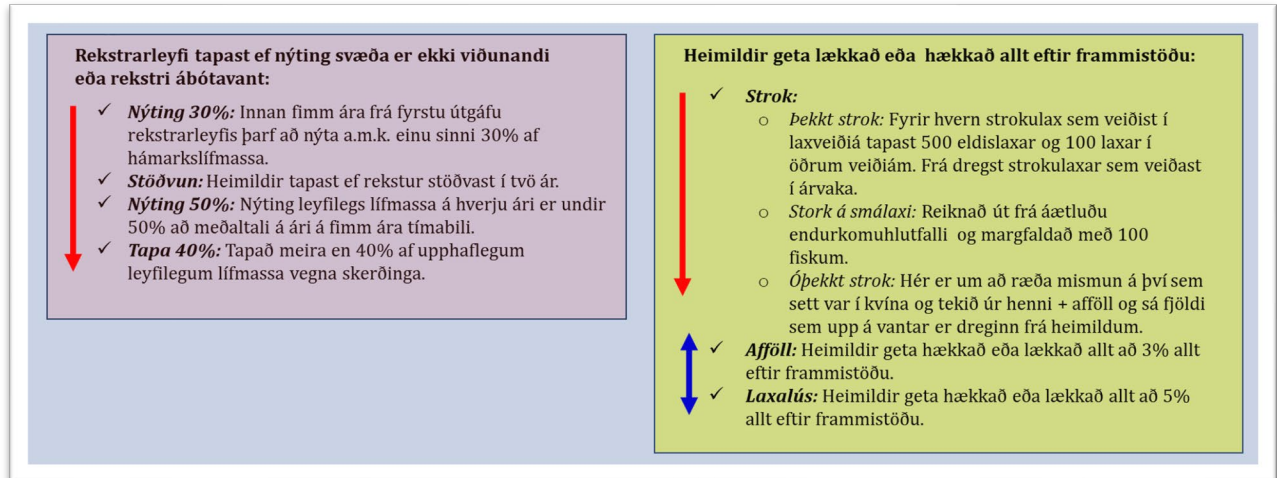 Rekstrarleyfi tapast ef nýting svæða er ekki viðunandi
eða rekstri ábótavant:
✓ Nýting 30%: Innan fimm ára frá fyrstu útgáfu
rekstrarleyfis þarf að nýta a.m.k. einu sinni 30% af
hámarkslífmassa.
✓ Stöðvun: Heimildir tapast ef rekstur stöðvast í tvö ár.
✓ Nýting 50%: Nýting leyfilegs lífmassa á hverju ári er undir
50% að meðaltali á ári á fimm ára tímabili.
✓ Tapa 40%: Tapað meira en 40% af upphaflegum
leyfilegum lífmassa vegna skerðinga.
Heimildir geta lækkað eða hækkað allt eftir frammistöðu:
✓ Strok:
o Þekkt strok: Fyrir hvern strokulax sem veiðist í
laxveiðiá tapast 500 eldislaxar og 100 laxar í
öðrum veiðiám. Frá dregst strokulaxar sem veiðast
í árvaka.
o Stork á smálaxi: Reiknað út frá áætluðu
endurkomuhlutfalli og margfaldað með 100
fiskum.
o Óþekkt strok: Hér er um að ræða mismun á því sem
sett var í kvína og tekið úr henni + afföll og sá fjöldi
sem upp á vantar er dreginn frá heimildum.
✓ Afföll: Heimildir geta hækkað eða lækkað allt að 3% allt
eftir frammistöðu.
✓ Laxalús: Heimildir geta hækkað eða lækkað allt að 5%
allt eftir frammistöðu.